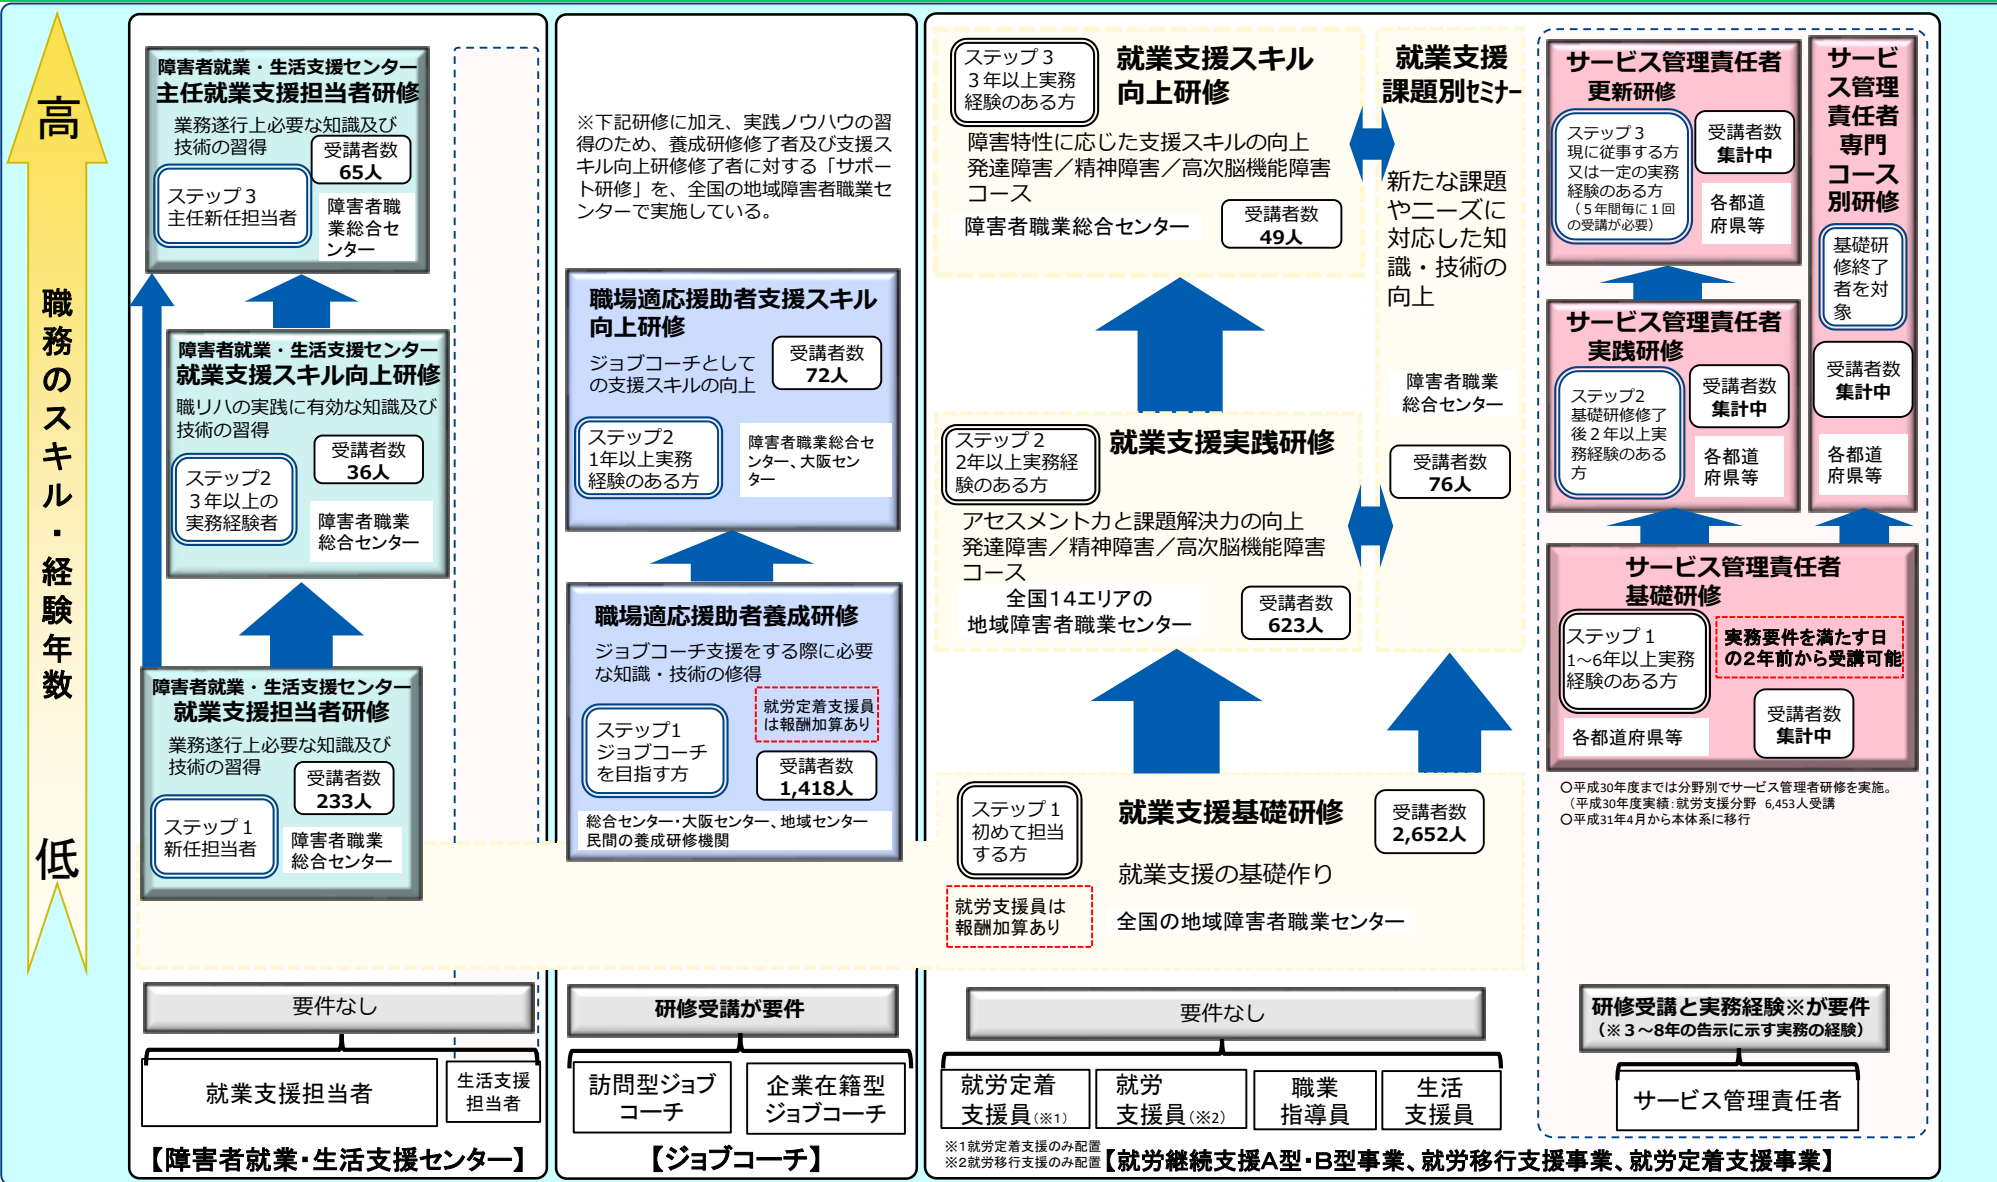 高
職務のスキル・経験年数
低
障害者就業・生活支援センター
主任就業支援担当者研修
業務遂行上必要な知識及び
技術の習得
受講者数
65人
ステップ３
主任新任担当者
障害者職
業総合セ
ンター
障害者就業・生活支援センター
就業支援スキル向上研修
職リハの実践に有効な知識及び
技術の習得
受講者数
36人
ステップ2
３年以上の
実務経験者
障害者職業
総合センター
障害者就業・生活支援センター
就業支援担当者研修
業務遂行上必要な知識及び
技術の習得
受講者数
233人
ステップ１
新任担当者
障害者職業
総合センター
要件なし
就業支援担当者
生活支援
担当者
【障害者就業・生活支援センター】
※下記研修に加え、実践ノウハウの習
得のため、養成研修修了者及び支援ス
キル向上研修修了者に対する「サポー
ト研修」を、全国の地域障害者職業セ
ンターで実施している。
職場適応援助者支援スキル
向上研修
ジョブコーチとして
の支援スキルの向上
受講者数
72人
ステップ2
1年以上実務
経験のある方
障害者職業総合セ
ンター、大阪セン
ター
職場適応援助者養成研修
ジョブコーチ支援をする際に必要
な知識・技術の修得
就労定着支援員
は報酬加算あり
ステップ1
ジョブコーチ
を目指す方
受講者数
1,418人
総合センター・大阪センター、地域センター
民間の養成研修機関
研修受講が要件
訪問型ジョブ
コーチ
企業在籍型
ジョブコーチ
【ジョブコーチ】
ステップ３
３年以上実務
経験のある方
就業支援スキル
向上研修
障害特性に応じた支援スキルの向上
発達障害／精神障害／高次脳機能障害
コース
障害者職業総合センター
受講者数
49人
ステップ２
2年以上実務経
験のある方
就業支援実践研修
アセスメント力と課題解決力の向上
発達障害／精神障害／高次脳機能障害
コース
全国14エリアの
地域障害者職業センター
受講者数
623人
就業支援
課題別ｾﾐﾅｰ
新たな課題
やニーズに
対応した知
識・技術の
向上
障害者職業
総合センター
受講者数
76人
ステップ１
初めて担当
する方
就業支援基礎研修
受講者数
2,652人
就業支援の基礎作り
就労支援員は
報酬加算あり
全国の地域障害者職業センター
要件なし
就労定着
支援員(※1)
就労
支援員(※2)
職業
指導員
生活
支援員
※1就労定着支援のみ配置
※2就労移行支援のみ配置
【就労継続支援A型・B型事業、就労移行支援事業、就労定着支援事業】
サービス管理責任者
更新研修
ステップ３
現に従事する方
又は一定の実務
経験のある方
（５年間毎に１回
の受講が必要）
受講者数
集計中
各都道
府県等
サービス管理責任者
実践研修
ステップ2
基礎研修修了
後２年以上実
務経験のある
方
受講者数
集計中
各都道
府県等
サービ
ス管理
責任者
専門
コース
別研修
基礎研
修終了
者を対
象
受講者数
集計中
各都道
府県等
サービス管理責任者
基礎研修
ステップ１
1～6年以上実務
経験のある方
実務要件を満たす日
の2年前から受講可能
受講者数
集計中
各都道府県等
○平成30年度までは分野別でサービス管理者研修を実施。
（平成30年度実績：就労支援分野 6,453人受講
○平成31年4月から本体系に移行
研修受講と実務経験※が要件
（※３～8年の告示に示す実務の経験）
サービス管理責任者